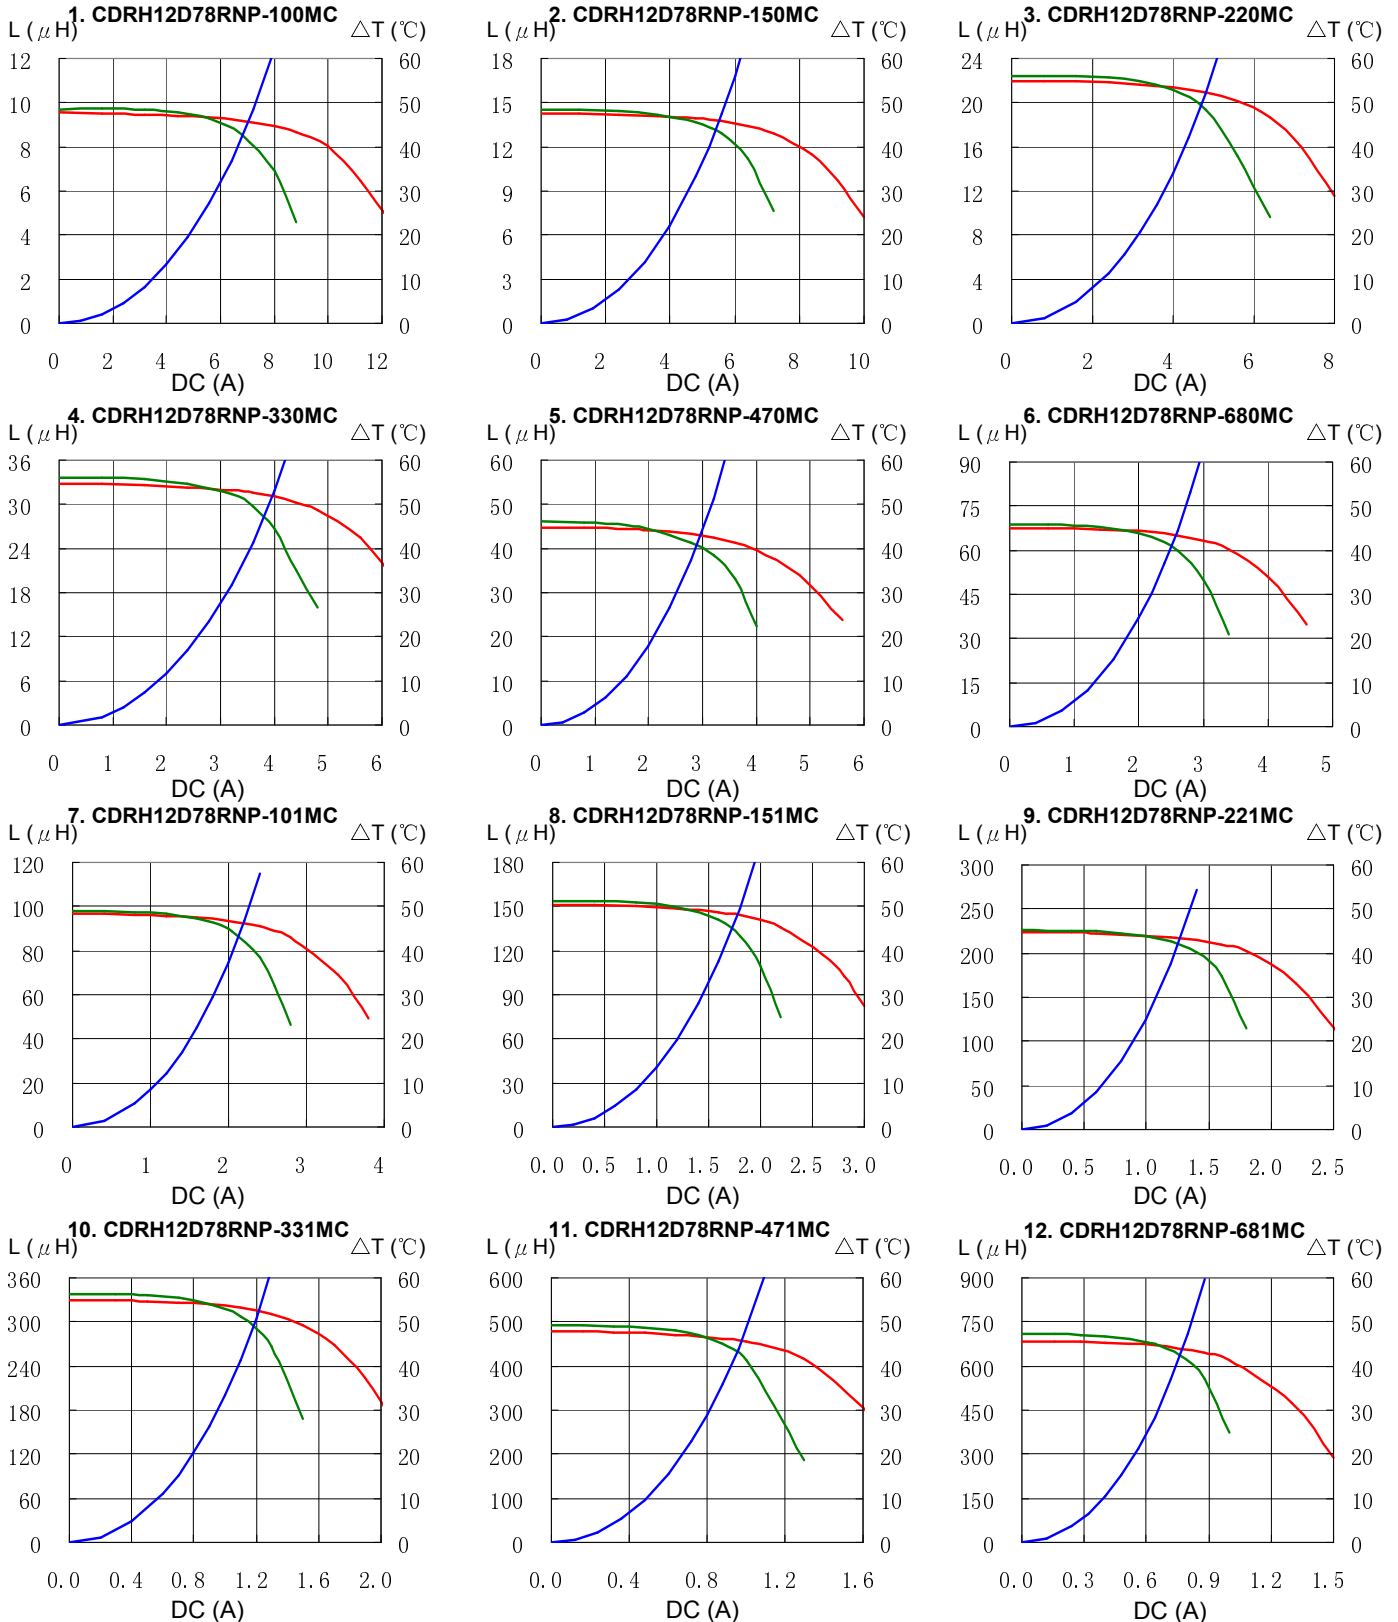 1. CDRH12D78RNP-100MC 2. CDRH12D78RNP-150MC 3. CDRH12D78RNP-220MC
L (μH) △T (℃) L (μH) △T (℃) L (μH) △T (℃)
12 60 18 60 24 60
10 50 15 50 20 50
8 40 12 40 16 40
6 30 9 30 12 30
4 20 6 20 8 20
2 10 3 10 4 10
0 0 0 0 0 0
0 2 4 6 8 10 12 0 2 4 6 8 10 0 2 4 6 8
DC (A) DC (A) DC (A)
4. CDRH12D78RNP-330MC 5. CDRH12D78RNP-470MC 6. CDRH12D78RNP-680MC
L (μH) △T (℃) L (μH) △T (℃) L (μH) △T (℃)
36 60 60 60 90 60
30 50 50 50 75 50
24 40 40 40 60 40
18 30 30 30 45 30
12 20 20 20 30 20
6 10 10 10 15 10
0 0 0 0 0 0
0 1 2 3 4 5 6 0 1 2 3 4 5 6 0 1 2 3 4 5
DC (A) DC (A) DC (A)
7. CDRH12D78RNP-101MC 8. CDRH12D78RNP-151MC 9. CDRH12D78RNP-221MC
L (μH) △T (℃) L (μH) △T (℃) L (μH) △T (℃)
120 60 180 60 300 60
100 50 150 50 250 50
80 40 120 40 200 40
60 30 90 30 150 30
40 20 60 20 100 20
20 10 30 10 50 10
0 0 0 0 0 0
0 1 2 3 4 0.0 0.5 1.0 1.5 2.0 2.5 3.0 0.0 0.5 1.0 1.5 2.0 2.5
DC (A) DC (A) DC (A)
10. CDRH12D78RNP-331MC 11. CDRH12D78RNP-471MC 12. CDRH12D78RNP-681MC
L (μH) △T (℃) L (μH) △T (℃) L (μH) △T (℃)
360 60 600 60 900 60
300 50 500 50 750 50
240 40 400 40 600 40
180 30 300 30 450 30
120 20 200 20 300 20
60 10 100 10 150 10
0 0 0 0 0 0
0.0 0.4 0.8 1.2 1.6 2.0 0.0 0.4 0.8 1.2 1.6 0.0 0.3 0.6 0.9 1.2 1.5
DC (A) DC (A) DC (A)